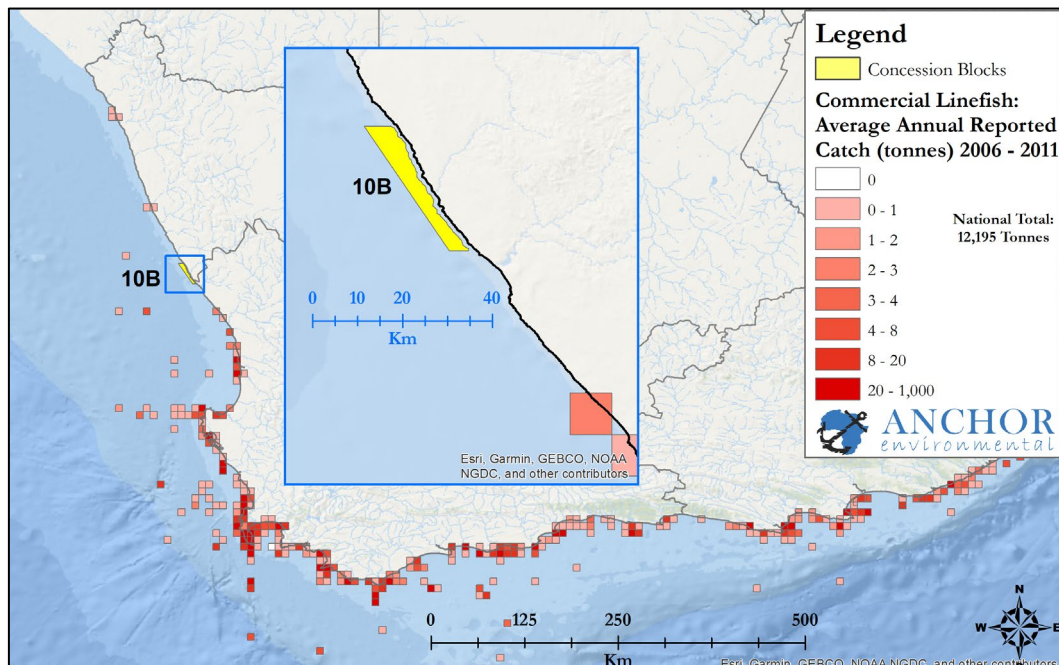 Legend
Concession Blocks
Commercial Linefish:
Average Annual Reported
Catch (tonnes) 2006 - 2011
0
0 - 1
1 - 2
2 - 3
3 - 4
4 - 8
8 - 20
20 - 1,000
National Total:
12,195 Tonnes
ANCHOR
environmental
10B
10B
0 10 20 40
Km
Esri, Garmin, GEBCO, NOAA
NGDC, and other contributors
0 125 250 500
Km
N
W E
S
Esri, Garmin, GEBCO, NOAA NGDC, and other contributors